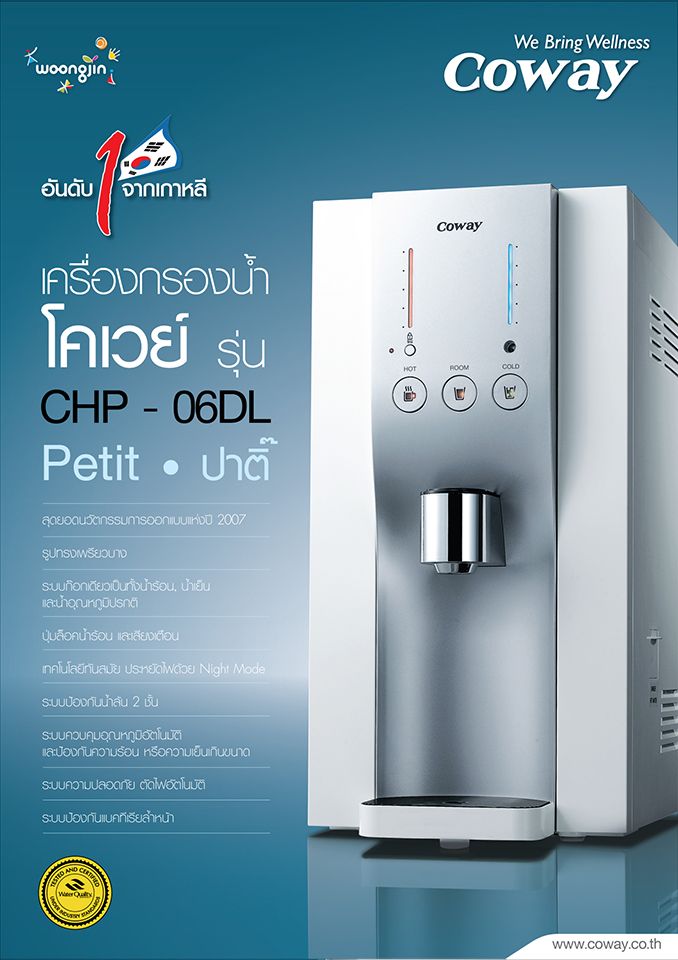 woongjin
We Bring Wellness
Coway
อันดับ 1 จากเกาหลี
เครื่องกรองน้ำ
โคเวย์ รุ่น
CHP - 06DL
Petit • ปาติ๊
สุดยอดนวัตกรรมการออกแบบแห่งปี 2007
รูปทรงเพรียวบาง
ระบบก๊อกเดียวเป็นทั้งน้ำร้อน, น้ำเย็น
และน้ำอุณหภูมิปรกติ
ปุ่มล็อคน้ำร้อน และเสียงเตือน
เทคโนโลยีทันสมัย ประหยัดไฟด้วย Night Mode
ระบบป้องกันน้ำล้น 2 ชั้น
ระบบควบคุมอุณหภูมิอัตโนมัติ
และป้องกันความร้อน หรือความเย็นเกินขนาด
ระบบความปลอดภัย ตัดไฟอัตโนมัติ
ระบบป้องกันแบคทีเรียล้ำหน้า
TESTED AND CERTIFIED
Water Quality
UNDER INDUSTRY STANDARDS
Coway
HOT ROOM COLD
www.coway.co.th